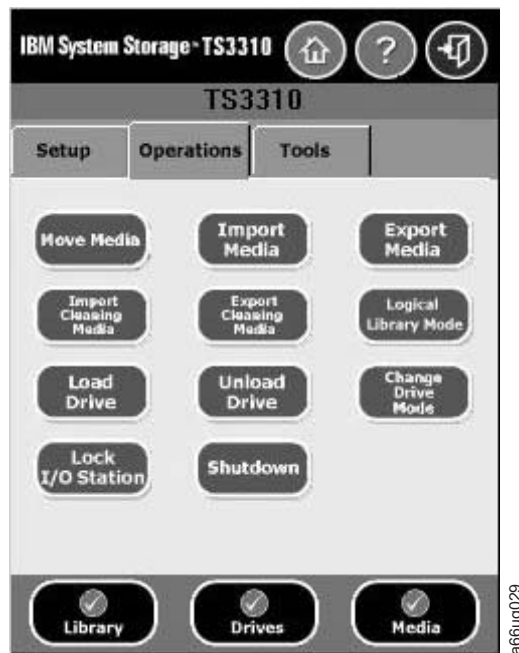 IBM System Storage™ TS3310
?
TS3310
Setup
Operations
Tools
Move Media
Import
Media
Export
Media
Import
Cleaning
Media
Export
Cleaning
Media
Logical
Library Mode
Load
Drive
Unload
Drive
Change
Drive
Mode
Lock
I/O Station
Shutdown
Library
Drives
Media
a66ug029